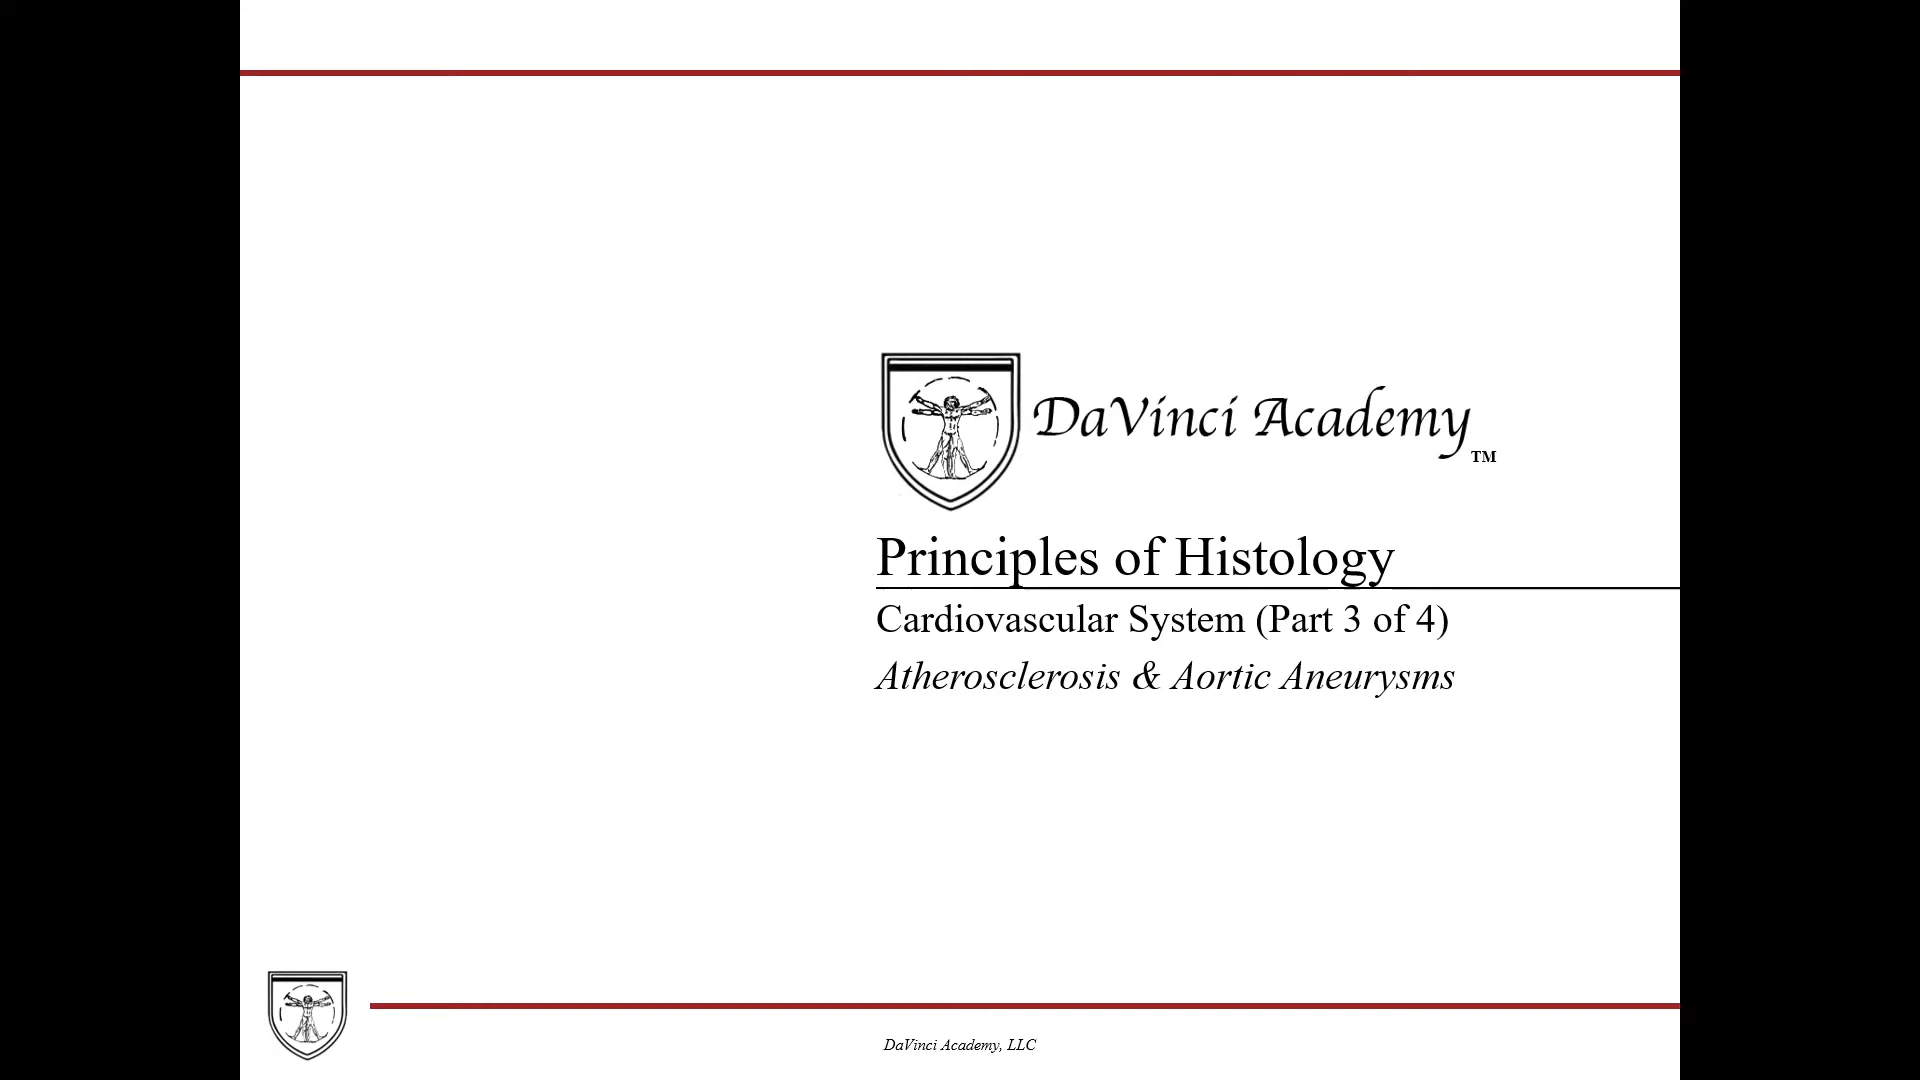 DaVinci Academy TM
Principles of Histology
Cardiovascular System (Part 3 of 4)
Atherosclerosis & Aortic Aneurysms
DaVinci Academy, LLC